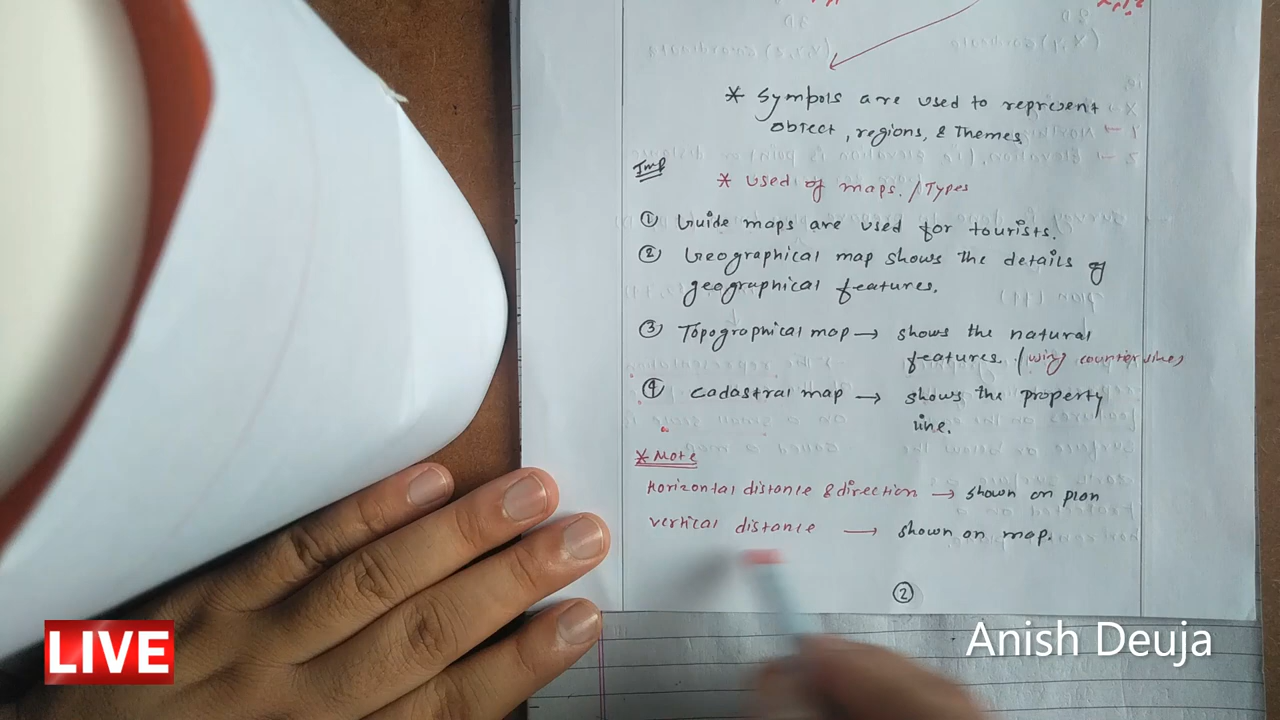 * Symbols are used to represent
object, regions, & Themes
Imp
* Used of maps. / Types
① Guide maps are used for tourists.
② Geographical map shows the details of
geographical features.
③ Topographical map → shows the natural
features. (using counter lines)
④ Cadastral map → shows the property
line.
* Note
Horizontal distance & direction → shown on plan
vertical distance → shown on map.
②
Anish Deuja
LIVE